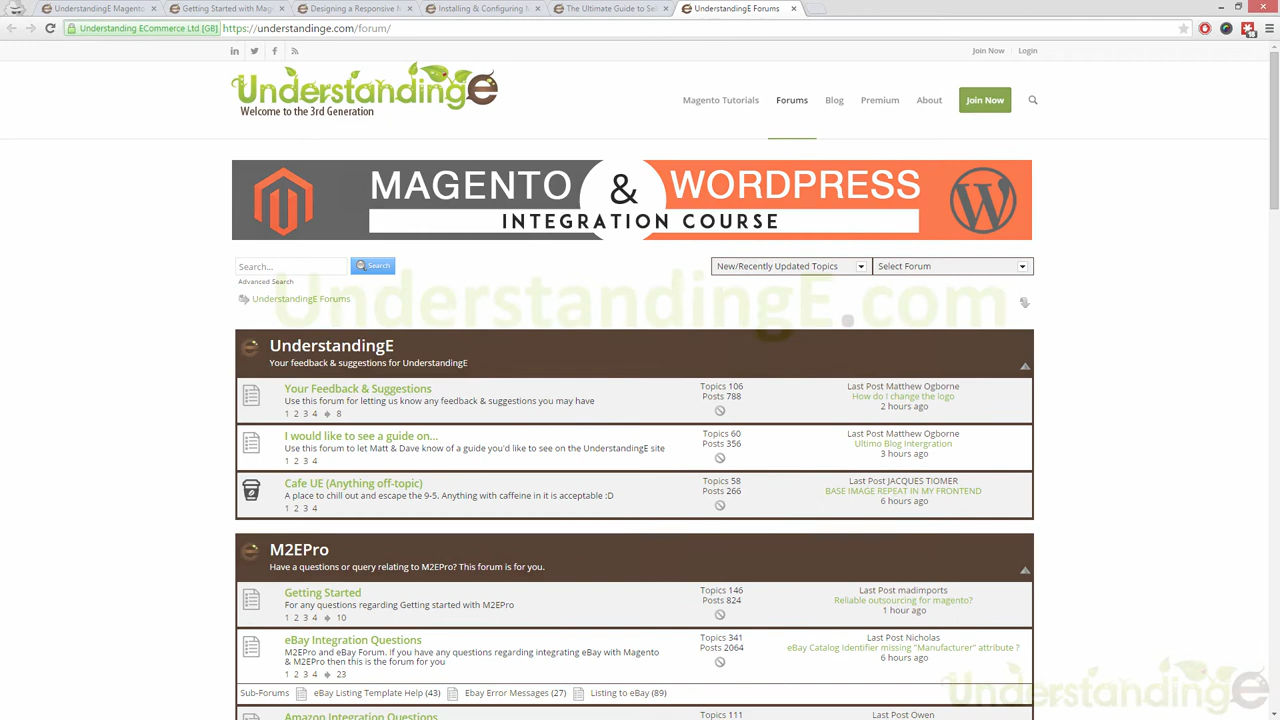 UnderstandingE Magento
Getting Started with Mag
Designing a Responsive N
Installing & Configuring M
The Ultimate Guide to Sel
UnderstandingE Forums
Understanding ECommerce Ltd [GB]
https://understandinge.com/forum/
Join Now
Login
UnderstandingE
Welcome to the 3rd Generation
Magento Tutorials
Forums
Blog
Premium
About
Join Now
MAGENTO & WORDPRESS
INTEGRATION COURSE
Search...
Search
New/Recently Updated Topics
Select Forum
Advanced Search
UnderstandingE Forums
UnderstandingE.com
UnderstandingE
Your feedback & suggestions for UnderstandingE
Your Feedback & Suggestions
Use this forum for letting us know any feedback & suggestions you may have
1 2 3 4 8
Topics 106
Posts 788
Last Post Matthew Ogborne
How do I change the logo
2 hours ago
I would like to see a guide on...
Use this forum to let Matt & Dave know of a guide you'd like to see on the UnderstandingE site
1 2 3 4
Topics 60
Posts 356
Last Post Matthew Ogborne
Ultimo Blog Intergration
3 hours ago
Cafe UE (Anything off-topic)
A place to chill out and escape the 9-5. Anything with caffeine in it is acceptable :D
1 2 3 4
Topics 58
Posts 266
Last Post JACQUES TIOMER
BASE IMAGE REPEAT IN MY FRONTEND
6 hours ago
M2EPro
Have a questions or query relating to M2EPro? This forum is for you.
Getting Started
For any questions regarding Getting started with M2EPro
1 2 3 4 10
Topics 146
Posts 824
Last Post madimports
Reliable outsourcing for magento?
1 hour ago
eBay Integration Questions
M2EPro and eBay Forum. If you have any questions regarding integrating eBay with Magento
& M2EPro then this is the forum for you
1 2 3 4 23
Topics 341
Posts 2064
Last Post Nicholas
eBay Catalog Identifier missing "Manufacturer" attribute ?
6 hours ago
Sub-Forums
eBay Listing Template Help (43)
Ebay Error Messages (27)
Listing to eBay (89)
Amazon Integration Questions
Topics 111
Last Post Owen
UnderstandingE